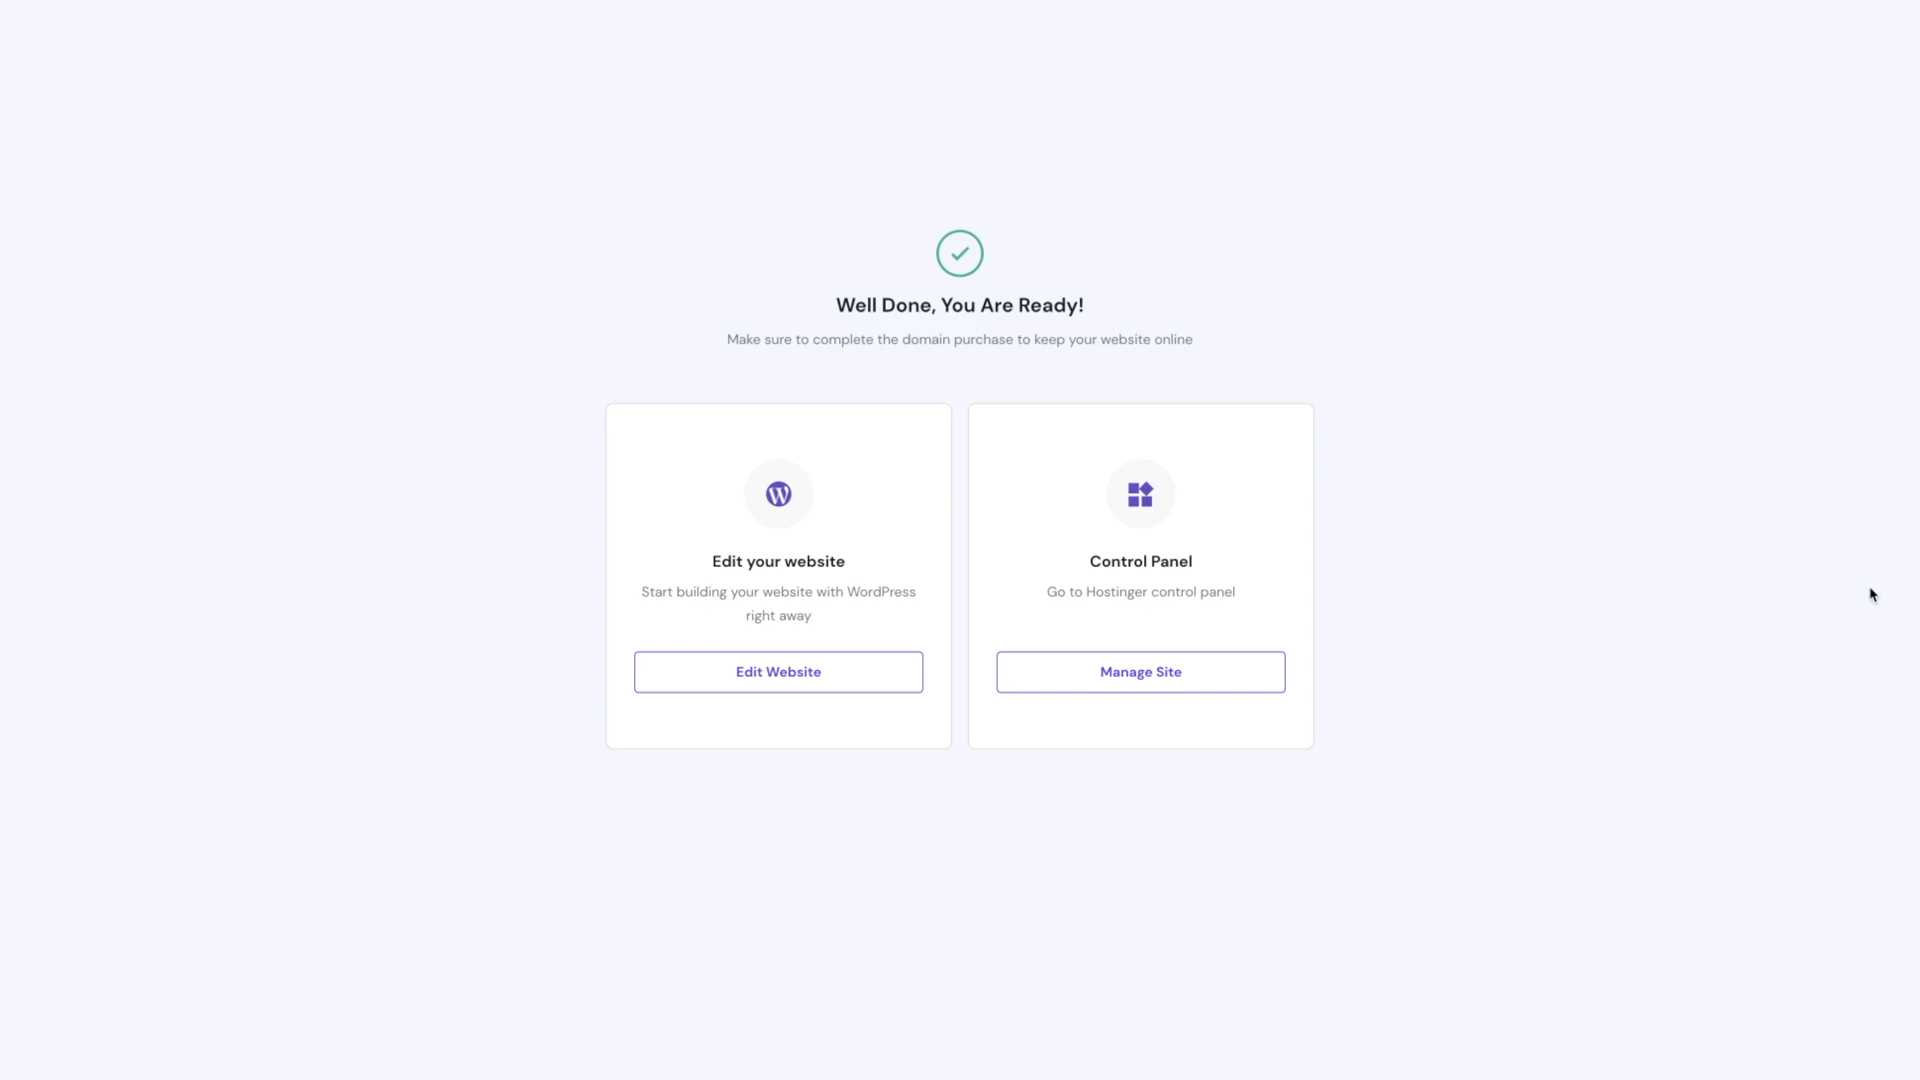 Well Done, You Are Ready!
Make sure to complete the domain purchase to keep your website online
Edit your website
Start building your website with WordPress
right away
Edit Website
Control Panel
Go to Hostinger control panel
Manage Site